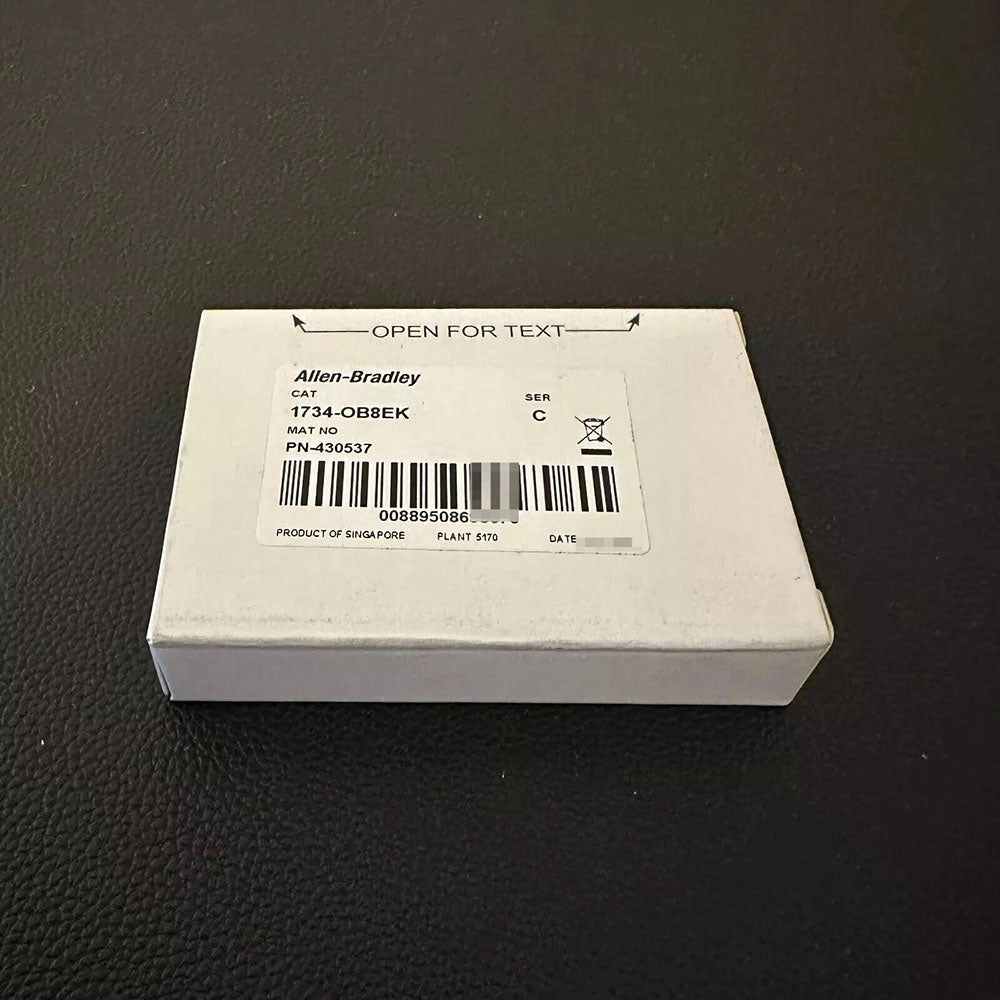 OPEN FOR TEXT
Allen-Bradley
CAT
SER
1734-OB8EK
C
MAT NO
PN-430537
PRODUCT OF SINGAPORE PLANT 5170 DATE